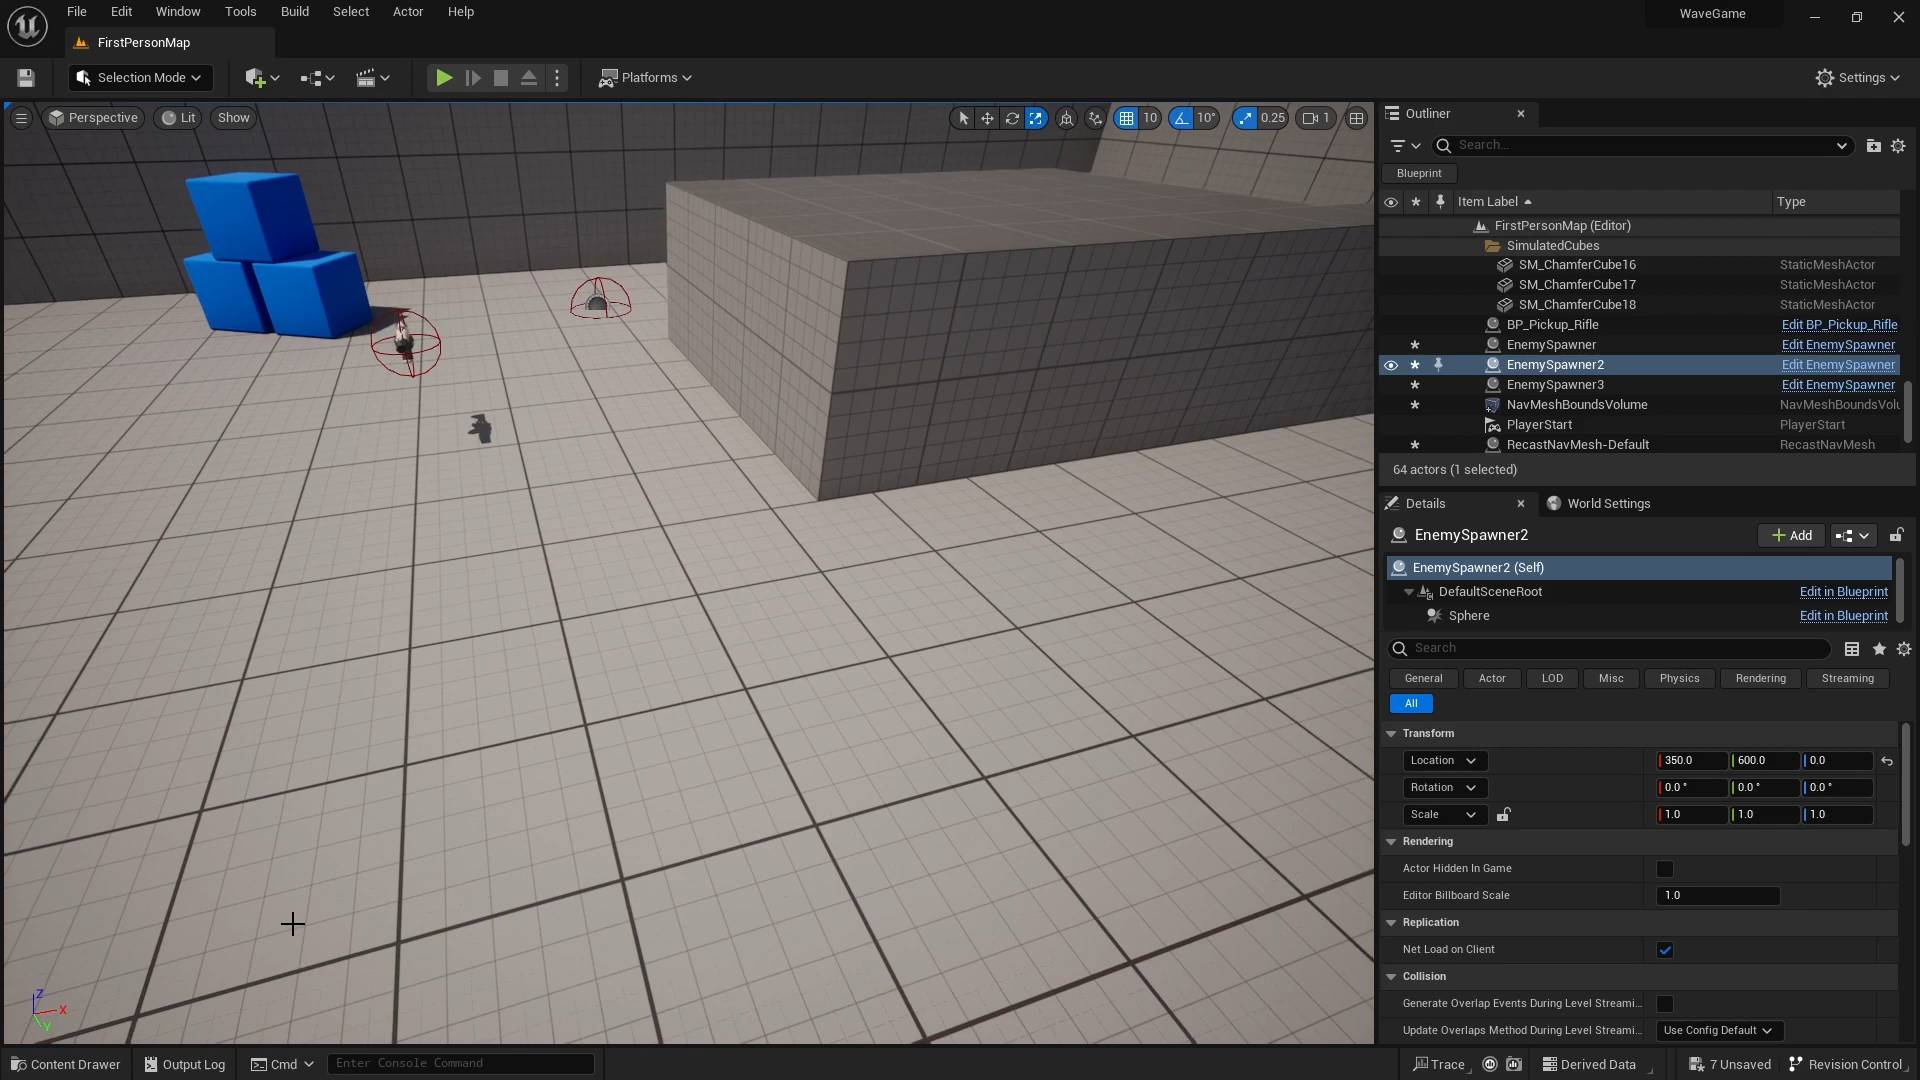 File Edit Window Tools Build Select Actor Help
WaveGame
FirstPersonMap
Selection Mode
Platforms
Settings
Perspective
Lit
Show
10
10°
0.25
1
Outliner
Search...
Blueprint
Item Label
Type
FirstPersonMap (Editor)
SimulatedCubes
SM_ChamferCube16 StaticMeshActor
SM_ChamferCube17 StaticMeshActor
SM_ChamferCube18 StaticMeshActor
BP_Pickup_Rifle Edit BP_Pickup_Rifle
EnemySpawner Edit EnemySpawner
EnemySpawner2 Edit EnemySpawner
EnemySpawner3 Edit EnemySpawner
NavMeshBoundsVolume NavMeshBoundsVolu
PlayerStart PlayerStart
RecastNavMesh-Default RecastNavMesh
64 actors (1 selected)
Details
World Settings
EnemySpawner2
Add
EnemySpawner2 (Self)
DefaultSceneRoot Edit in Blueprint
Sphere Edit in Blueprint
Search
General Actor LOD Misc Physics Rendering Streaming
All
Transform
Location 350.0 600.0 0.0
Rotation 0.0 ° 0.0 ° 0.0 °
Scale 1.0 1.0 1.0
Rendering
Actor Hidden In Game
Editor Billboard Scale 1.0
Replication
Net Load on Client
Collision
Generate Overlap Events During Level Streami...
Update Overlaps Method During Level Streami... Use Config Default
Z
X
Y
Content Drawer
Output Log
Cmd
Enter Console Command
Trace
Derived Data
7 Unsaved
Revision Control